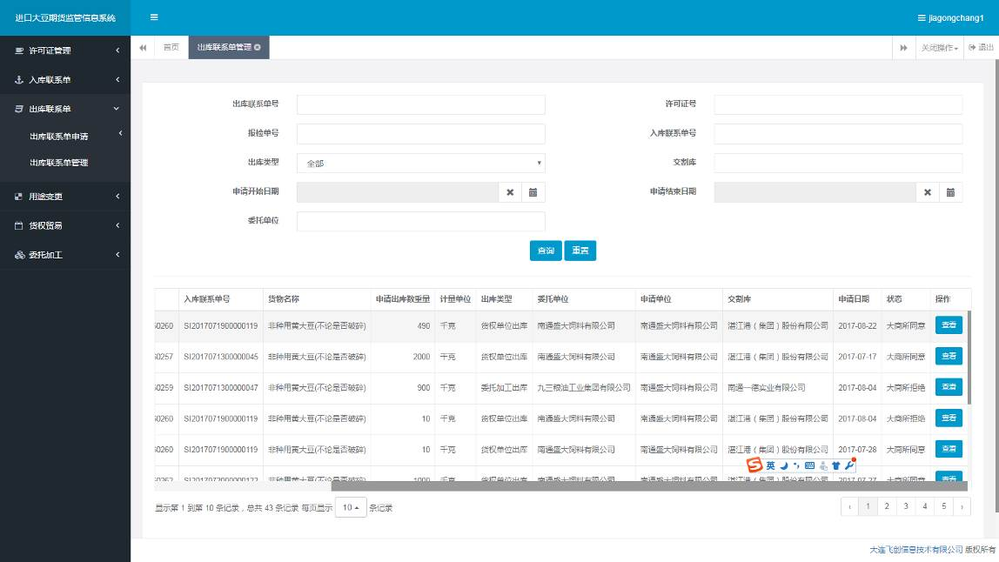 进口大豆期货监管信息系统
jiagongchang1
许可证管理
入库联系单
出库联系单
出库联系单申请
出库联系单管理
用途变更
货权贸易
委托加工
首页 出库联系单管理 关闭操作 退出
出库联系单号 许可证号
报检单号 入库联系单号
出库类型 全部 交割库
申请开始日期 申请结束日期
委托单位
查询 重置
入库联系单号 货物名称 申请出库数重量 计量单位 出库类型 委托单位 申请单位 交割库 申请日期 状态 操作
60260 SI2017071900000119 非种用黄大豆(不论是否破碎) 490 千克 货权单位出库 南通盛大饲料有限公司 南通盛大饲料有限公司 湛江港（集团）股份有限公司 2017-08-22 大商所同意 查看
60257 SI2017071300000045 非种用黄大豆(不论是否破碎) 2000 千克 货权单位出库 南通盛大饲料有限公司 南通盛大饲料有限公司 湛江港（集团）股份有限公司 2017-07-17 大商所同意 查看
60259 SI2017071300000047 非种用黄大豆(不论是否破碎) 900 千克 委托加工出库 九三粮油工业集团有限公司 南通盛大饲料有限公司 南通一德实业有限公司 2017-08-04 大商所拒绝 查看
60260 SI2017071900000119 非种用黄大豆(不论是否破碎) 10 千克 货权单位出库 南通盛大饲料有限公司 南通盛大饲料有限公司 湛江港（集团）股份有限公司 2017-08-04 大商所拒绝 查看
60260 SI2017071900000119 非种用黄大豆(不论是否破碎) 10 千克 货权单位出库 南通盛大饲料有限公司 南通盛大饲料有限公司 湛江港（集团）股份有限公司 2017-07-28 大商所同意 查看
60262 SI2017072000000122 非种用黄大豆(不论是否破碎) 1000 千克 货权单位出库 南通盛大饲料有限公司 南通盛大饲料有限公司 2017-07-27 大商所同意 查看
英
显示第 1 到第 10 条记录，总共 43 条记录 每页显示 10 条记录 ‹ 1 2 3 4 5 ›
大连飞创信息技术有限公司 版权所有